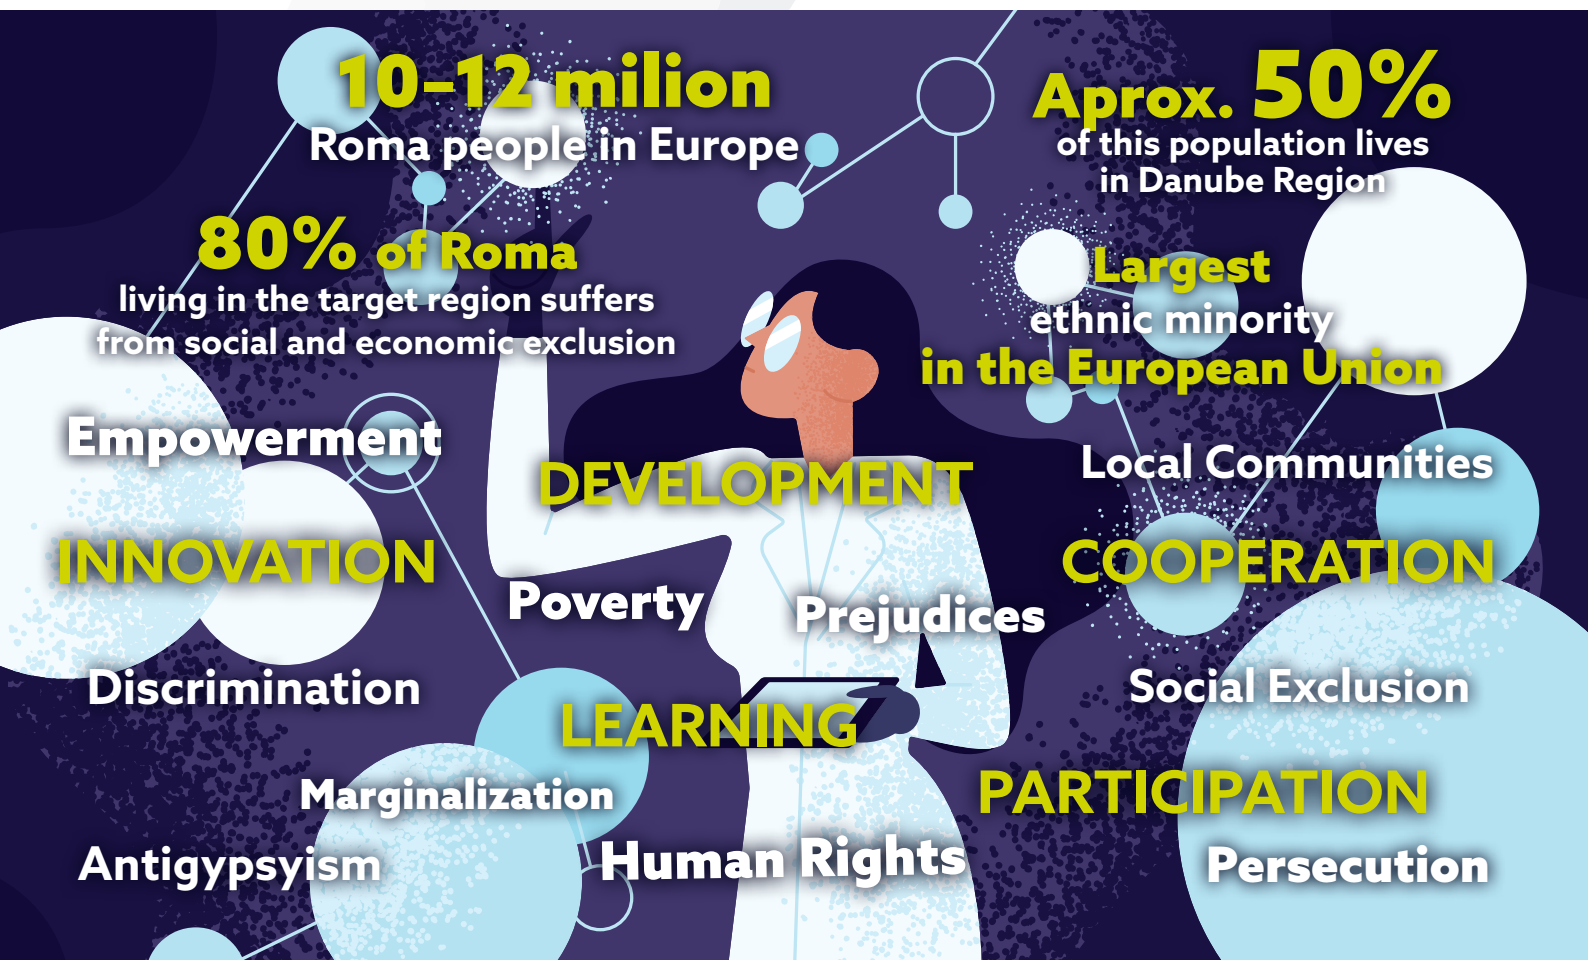 10–12 milion
Roma people in Europe
Aprox. 50%
of this population lives
in Danube Region
80% of Roma
living in the target region suffers
from social and economic exclusion
Largest
ethnic minority
in the European Union
Empowerment
DEVELOPMENT
Local Communities
INNOVATION
COOPERATION
Poverty
Prejudices
Discrimination
Social Exclusion
LEARNING
Marginalization
PARTICIPATION
Antigypsyism
Human Rights
Persecution